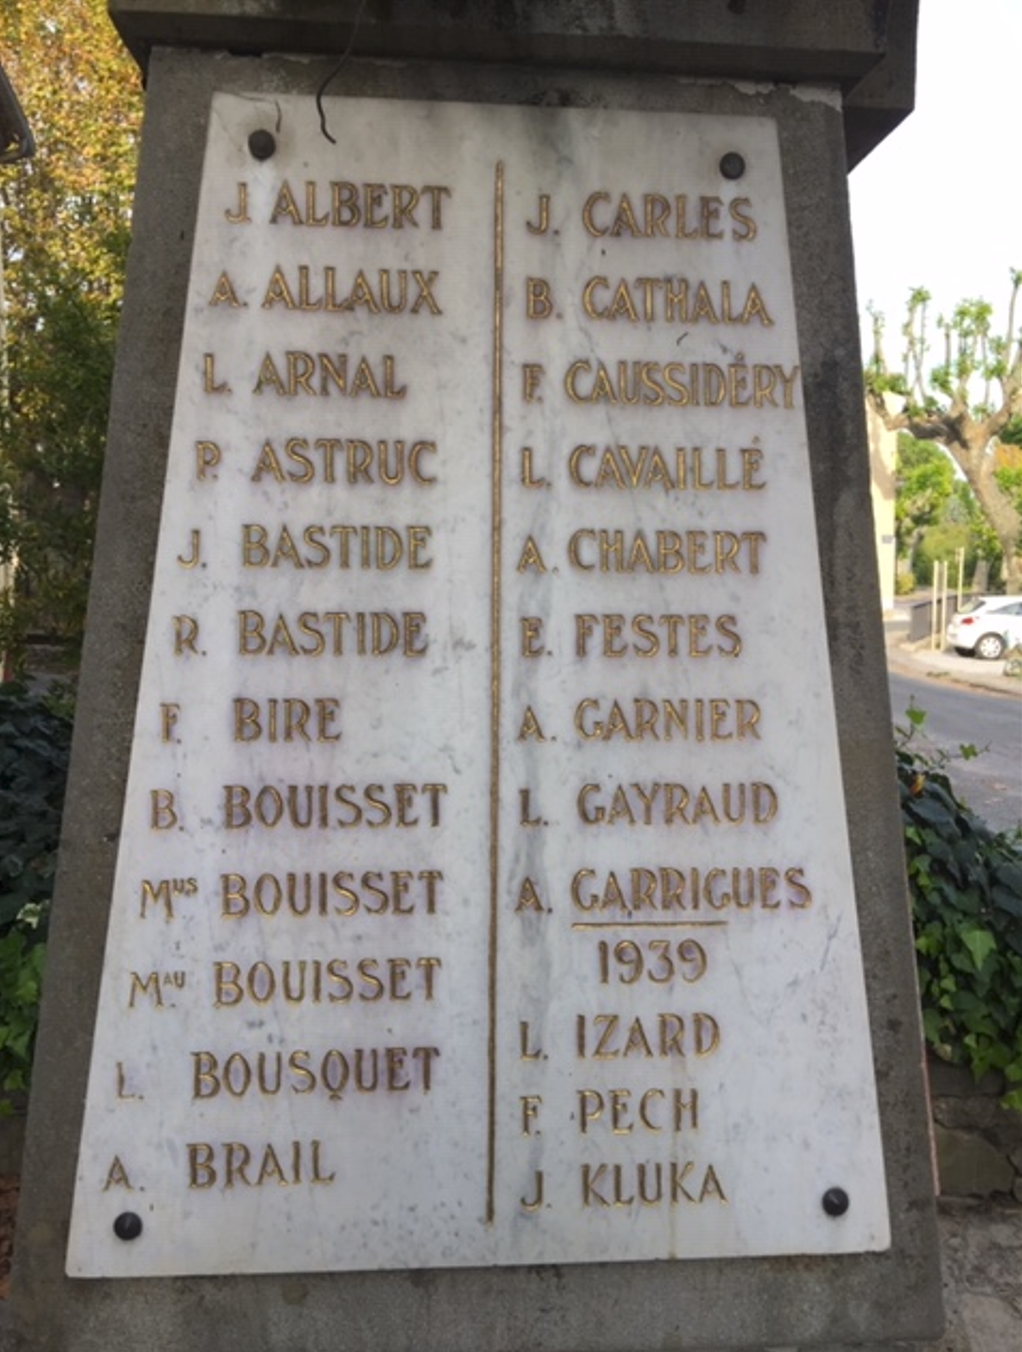 J. ALBERT
A. ALLAUX
L. ARNAL
P. ASTRUC
J. BASTIDE
R. BASTIDE
F. BIRE
B. BOUISSET
Mus BOUISSET
MAU BOUISSET
L. BOUSQUET
A. BRAIL
J. CARLES
B. CATHALA
F. CAUSSIDÉRY
L. CAVAILLÉ
A. CHABERT
E. FESTES
A. GARNIER
L. GAYRAUD
A. GARRIGUES
1939
L. IZARD
F. PECH
J. KLUKA